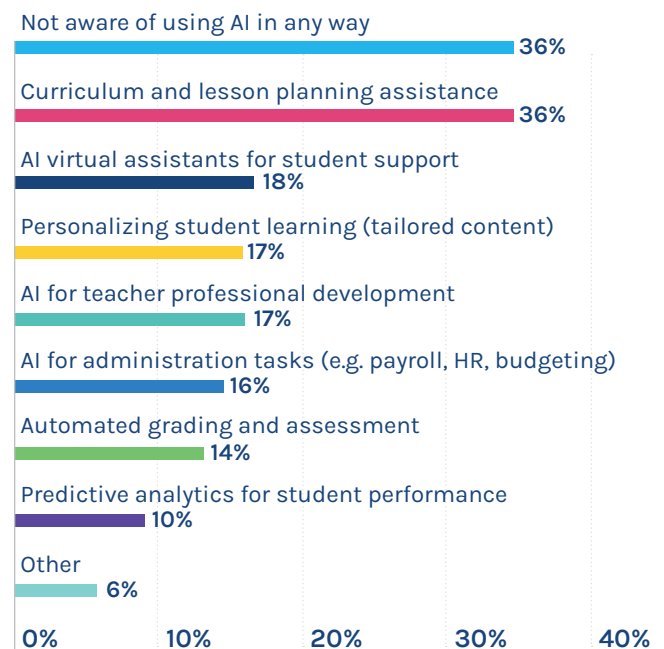 Not aware of using AI in any way
36%
Curriculum and lesson planning assistance
36%
AI virtual assistants for student support
18%
Personalizing student learning (tailored content)
17%
AI for teacher professional development
17%
AI for administration tasks (e.g. payroll, HR, budgeting)
16%
Automated grading and assessment
14%
Predictive analytics for student performance
10%
Other
6%
0% 10% 20% 30% 40%